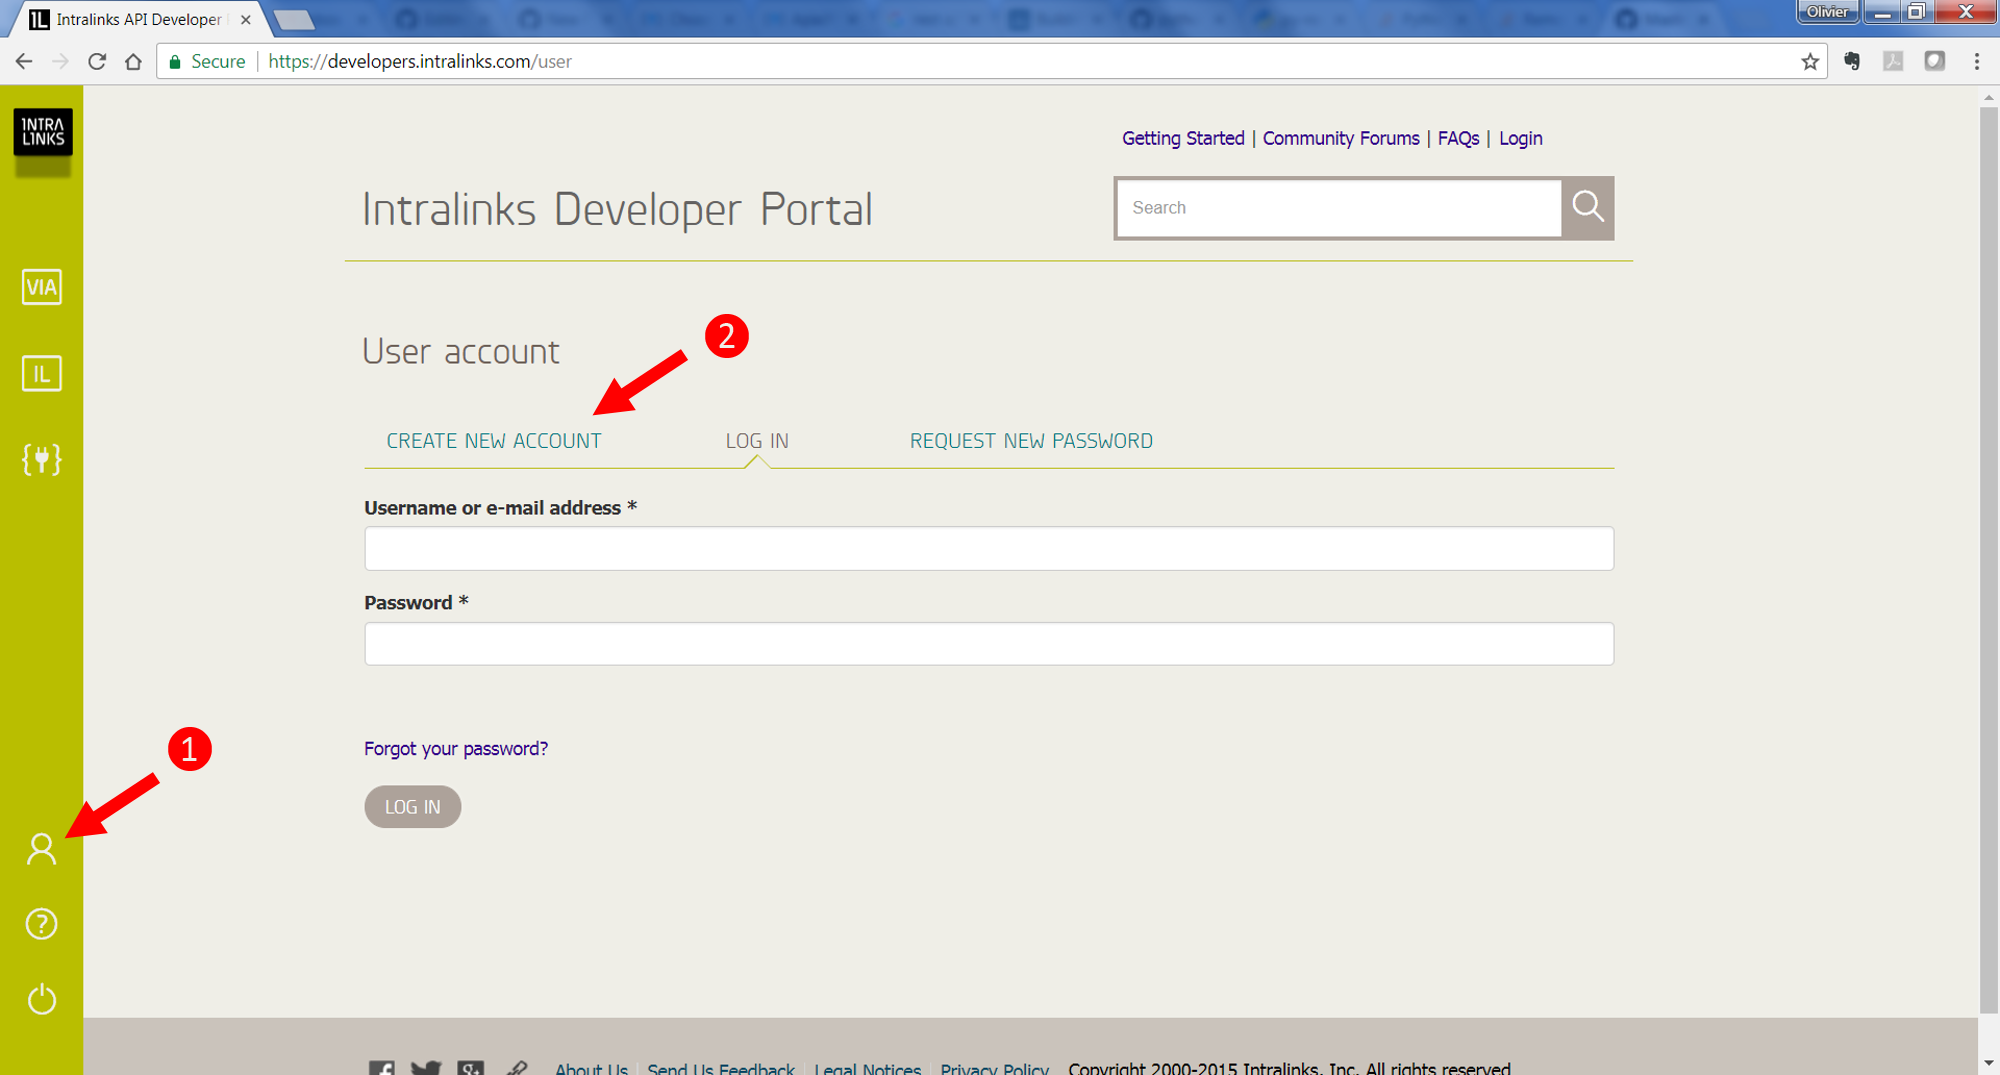 Intralinks API Developer
Olivier
Secure | https://developers.intralinks.com/user
INTRA
LINKS
Getting Started | Community Forums | FAQs | Login
Intralinks Developer Portal
Search
VIA
User account
2
IL
CREATE NEW ACCOUNT
LOG IN
REQUEST NEW PASSWORD
Username or e-mail address *
Password *
1
Forgot your password?
LOG IN
?
About Us | Send Us Feedback | Legal Notices | Privacy Policy Copyright 2000-2015 Intralinks, Inc. All rights reserved